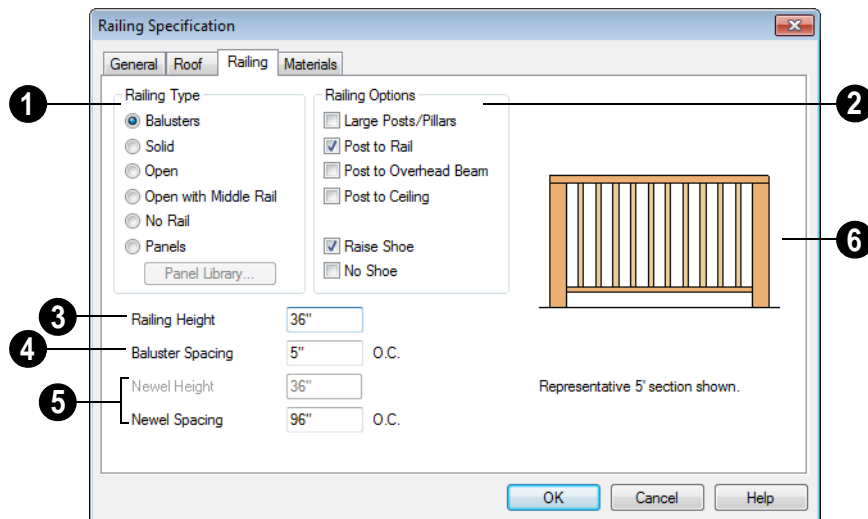 Railing Specification
General Roof Railing Materials
1
Railing Type
Balusters
Solid
Open
Open with Middle Rail
No Rail
Panels
Panel Library...
Railing Options
2
Large Posts/Pillars
Post to Rail
Post to Overhead Beam
Post to Ceiling
Raise Shoe
No Shoe
6
3
Railing Height 36"
4
Baluster Spacing 5" O.C.
5
Newel Height 36"
Newel Spacing 96" O.C.
Representative 5' section shown.
OK Cancel Help